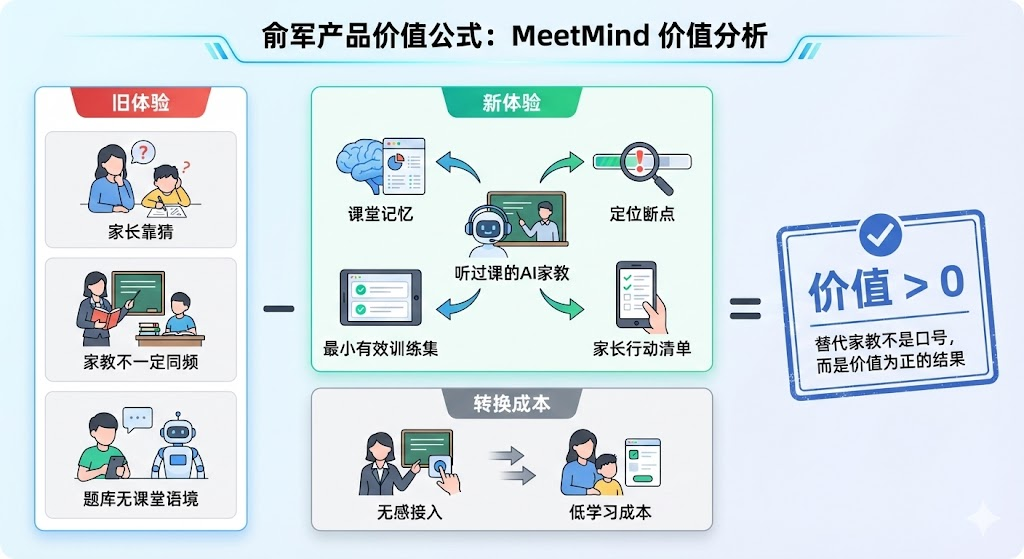 俞军产品价值公式：MeetMind 价值分析
旧体验
家长靠猜
家教不一定同频
题库无课堂语境
-
新体验
课堂记忆
定位断点
听过课的AI家教
最小有效训练集
家长行动清单
转换成本
无感接入
低学习成本
=
价值 > 0
替代家教不是口号，
而是价值为正的结果